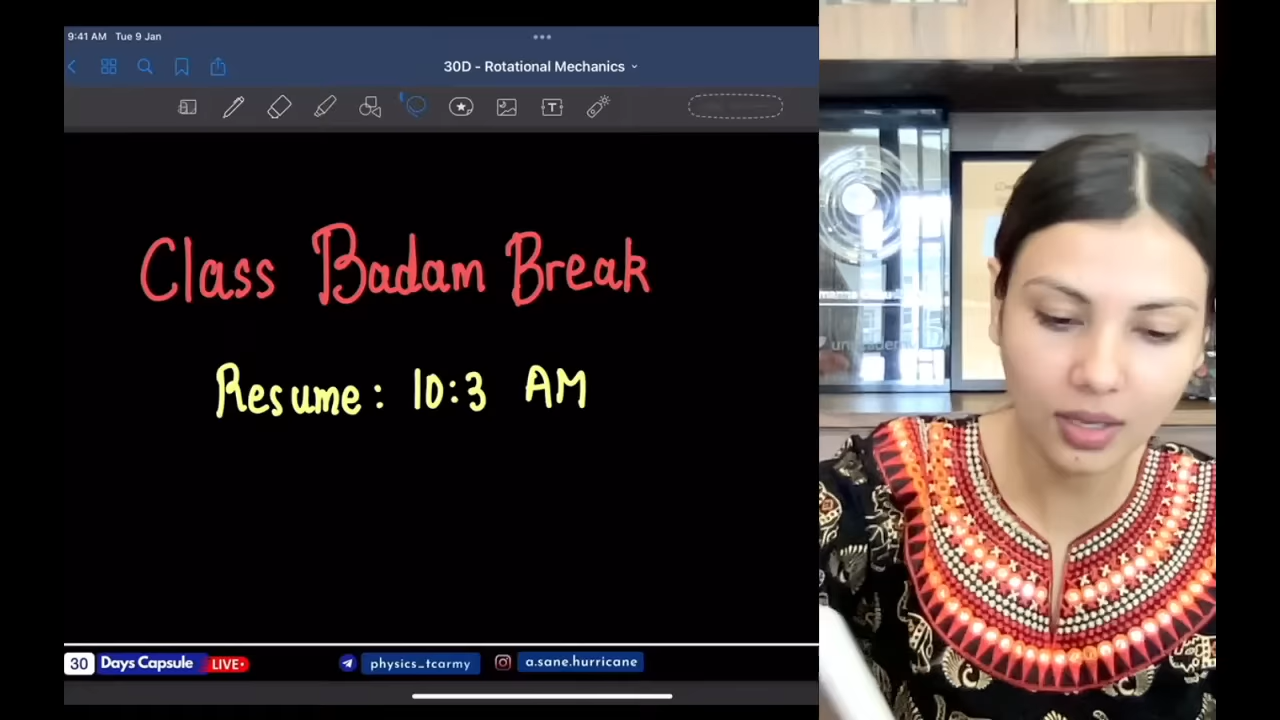 9:41 AM Tue 9 Jan
30D - Rotational Mechanics
Class Badam Break
Resume: 10:3 AM
30 Days Capsule LIVE physics_tcarmy a.sane.hurricane